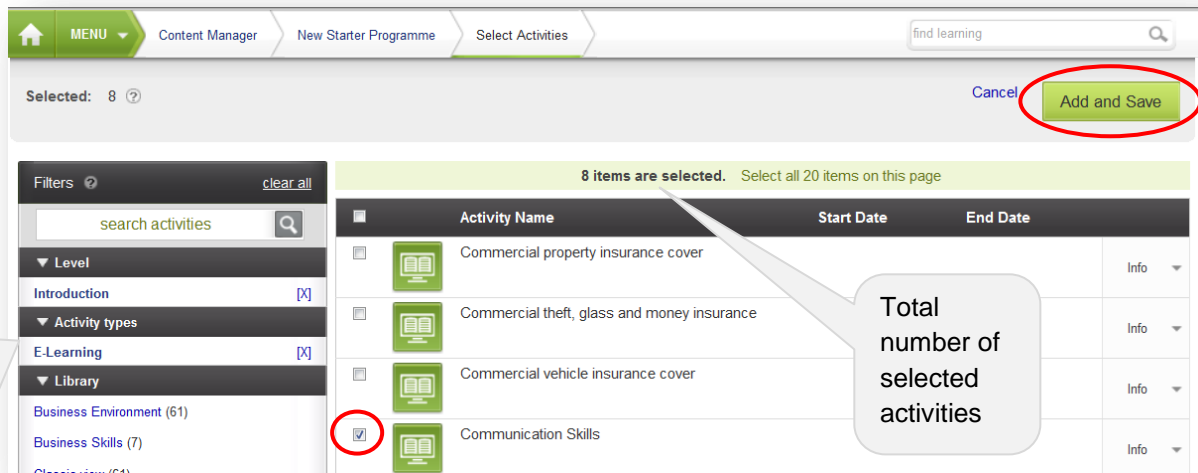 MENU
Content Manager
New Starter Programme
Select Activities
find learning
Selected: 8 ?
Cancel
Add and Save
Filters ?
clear all
search activities
Level
Introduction [X]
Activity types
E-Learning [X]
Library
Business Environment (61)
Business Skills (7)
Classic view (61)
8 items are selected. Select all 20 items on this page
Activity Name Start Date End Date
Commercial property insurance cover
Info
Commercial theft, glass and money insurance
Info
Commercial vehicle insurance cover
Info
Communication Skills
Info
Total
number of
selected
activities